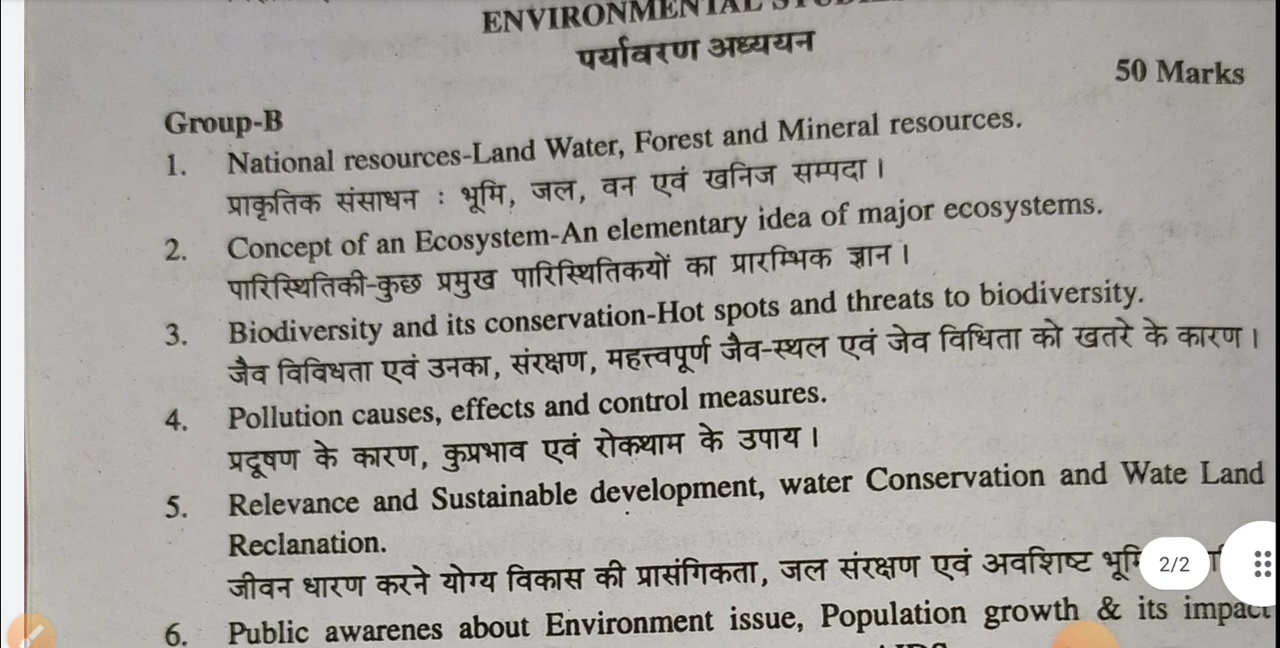 ENVIRONMENTAL
पर्यावरण अध्ययन
50 Marks
Group-B
1. National resources-Land Water, Forest and Mineral resources.
प्राकृतिक संसाधन : भूमि, जल, वन एवं खनिज सम्पदा ।
2. Concept of an Ecosystem-An elementary idea of major ecosystems.
पारिस्थितिकी-कुछ प्रमुख पारिस्थितिकयों का प्रारम्भिक ज्ञान ।
3. Biodiversity and its conservation-Hot spots and threats to biodiversity.
जैव विविधता एवं उनका, संरक्षण, महत्त्वपूर्ण जैव-स्थल एवं जेव विधिता को खतरे के कारण ।
4. Pollution causes, effects and control measures.
प्रदूषण के कारण, कुप्रभाव एवं रोकथाम के उपाय ।
5. Relevance and Sustainable development, water Conservation and Wate Land
Reclanation.
जीवन धारण करने योग्य विकास की प्रासंगिकता, जल संरक्षण एवं अवशिष्ट
2/2
6. Public awarenes about Environment issue, Population growth & its impact